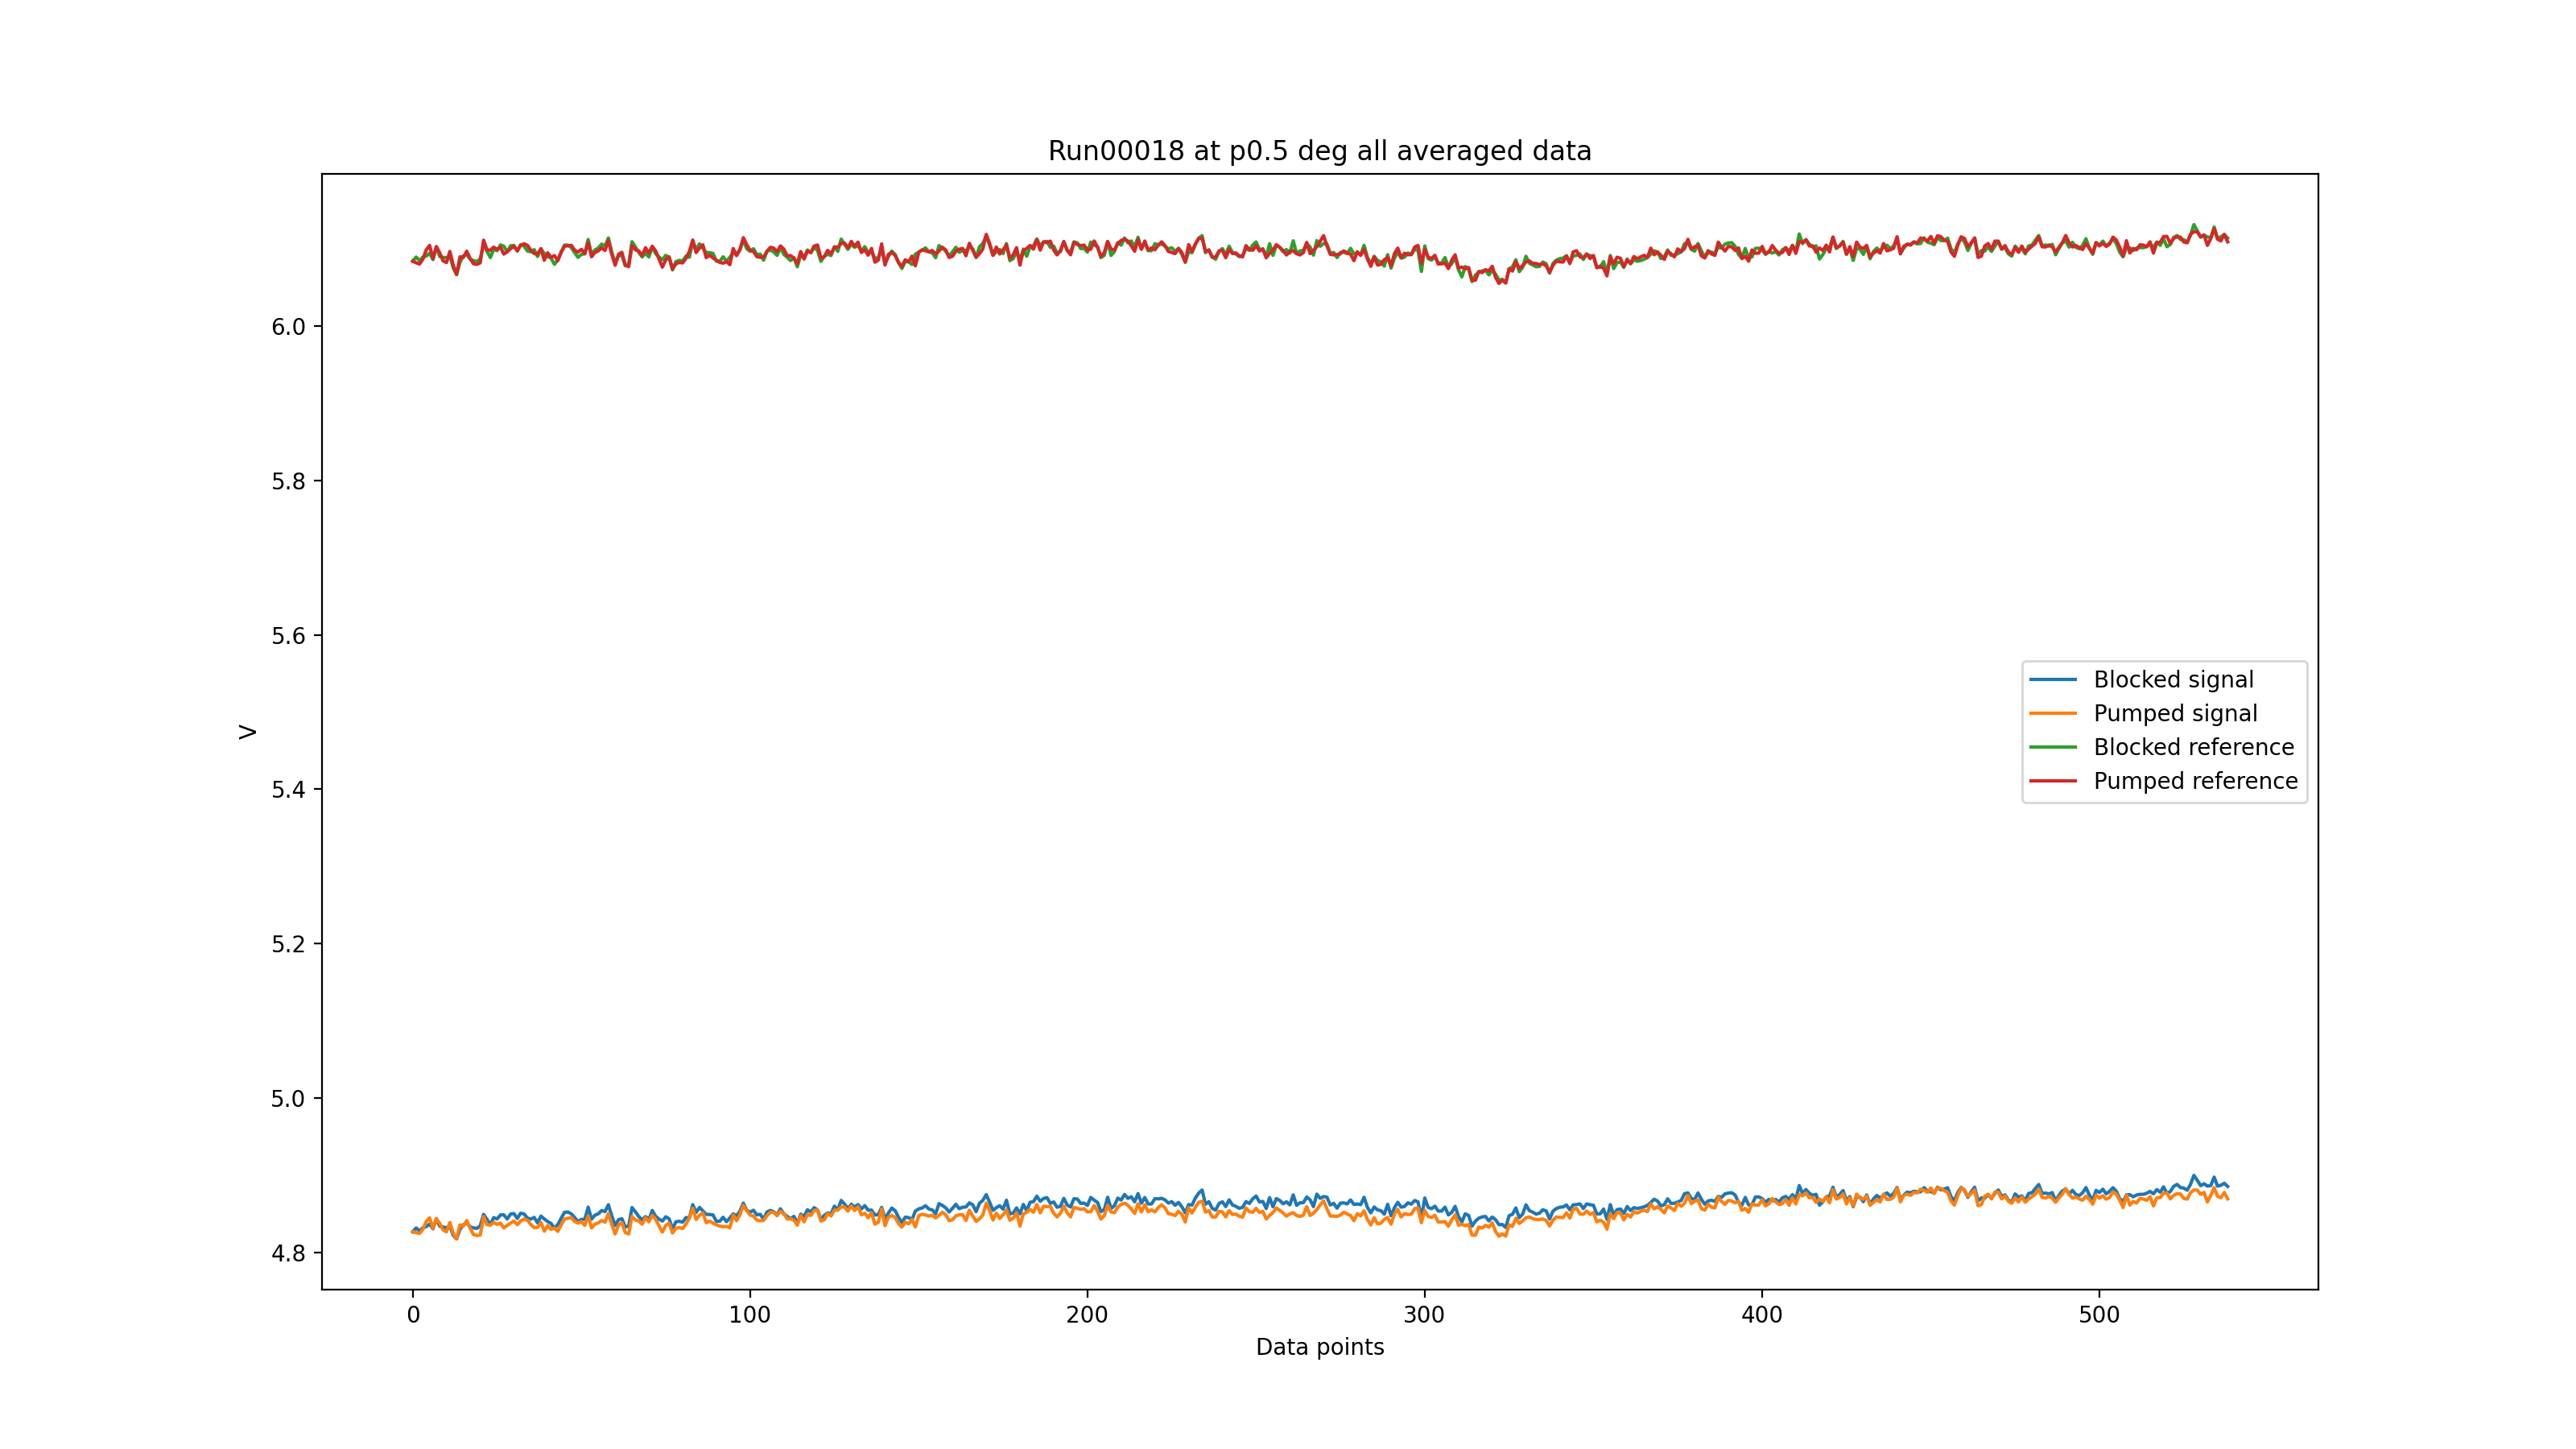 Run00018 at p0.5 deg all averaged data
6.0
5.8
5.6
5.4
5.2
5.0
4.8
V
Blocked signal
Pumped signal
Blocked reference
Pumped reference
0 100 200 300 400 500
Data points